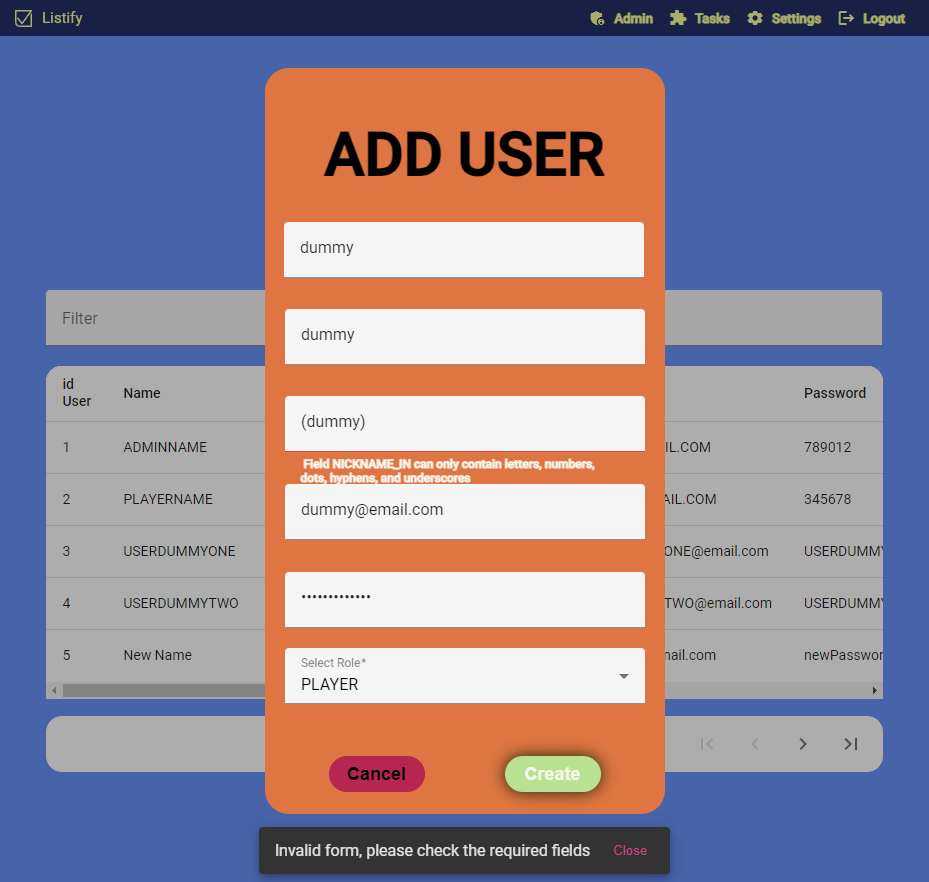 Listify
Admin Tasks Settings Logout
ADD USER
dummy
dummy
(dummy)
Field NICKNAME_IN can only contain letters, numbers,
dots, hyphens, and underscores
dummy@email.com
•••••••••••••
Select Role*
PLAYER
Cancel Create
Filter
id
User
Name Password
1 ADMINNAME IL.COM 789012
2 PLAYERNAME AIL.COM 345678
3 USERDUMMYONE ONE@email.com USERDUMMY
4 USERDUMMYTWO TWO@email.com USERDUMMY
5 New Name nail.com newPasswor
Invalid form, please check the required fields Close